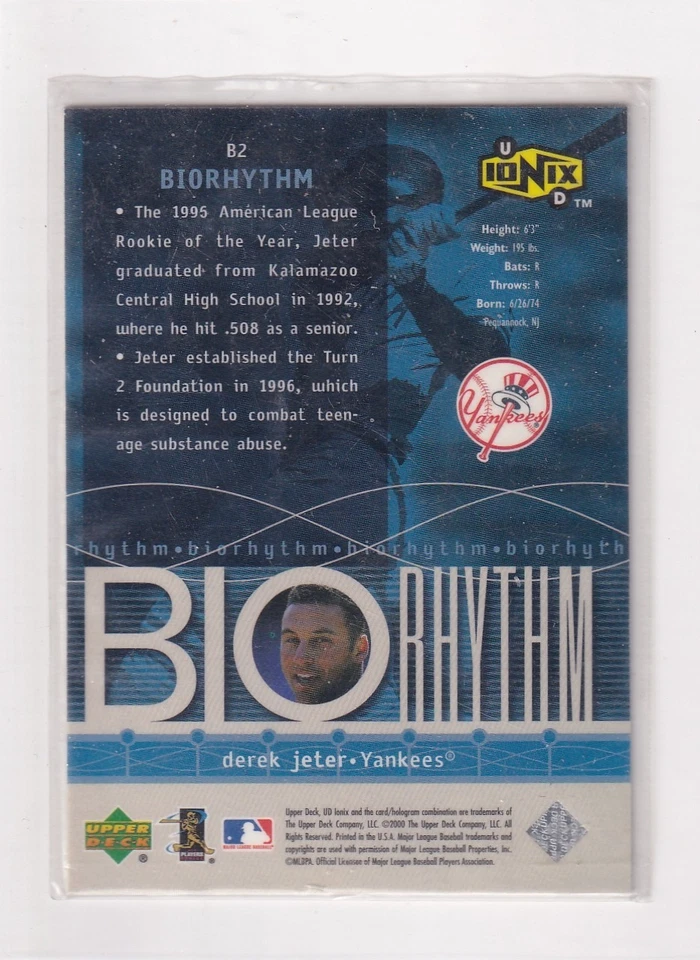 B2
BIORHYTHM
• The 1995 American League
Rookie of the Year, Jeter
graduated from Kalamazoo
Central High School in 1992,
where he hit .508 as a senior.
• Jeter established the Turn
2 Foundation in 1996, which
is designed to combat teen-
age substance abuse.
U
IONIX
D ™
Height: 6'3"
Weight: 195 lbs.
Bats: R
Throws: R
Born: 6/26/74
Pequannock, NJ
Yankees®
rhythm•biorhythm•biorhythm•biorhyth
BIORHYTHM
derek jeter•Yankees®
UPPER
DECK ®
PLAYERS ®
MAJOR LEAGUE BASEBALL
Upper Deck, UD Ionix and the card/hologram combination are trademarks of
The Upper Deck Company, LLC. ©2000 The Upper Deck Company, LLC. All
Rights Reserved. Printed in the U.S.A. Major League Baseball trademarks and
copyrights are used with permission of Major League Baseball Properties, Inc.
©MLBPA. Official Licensee of Major League Baseball Players Association.